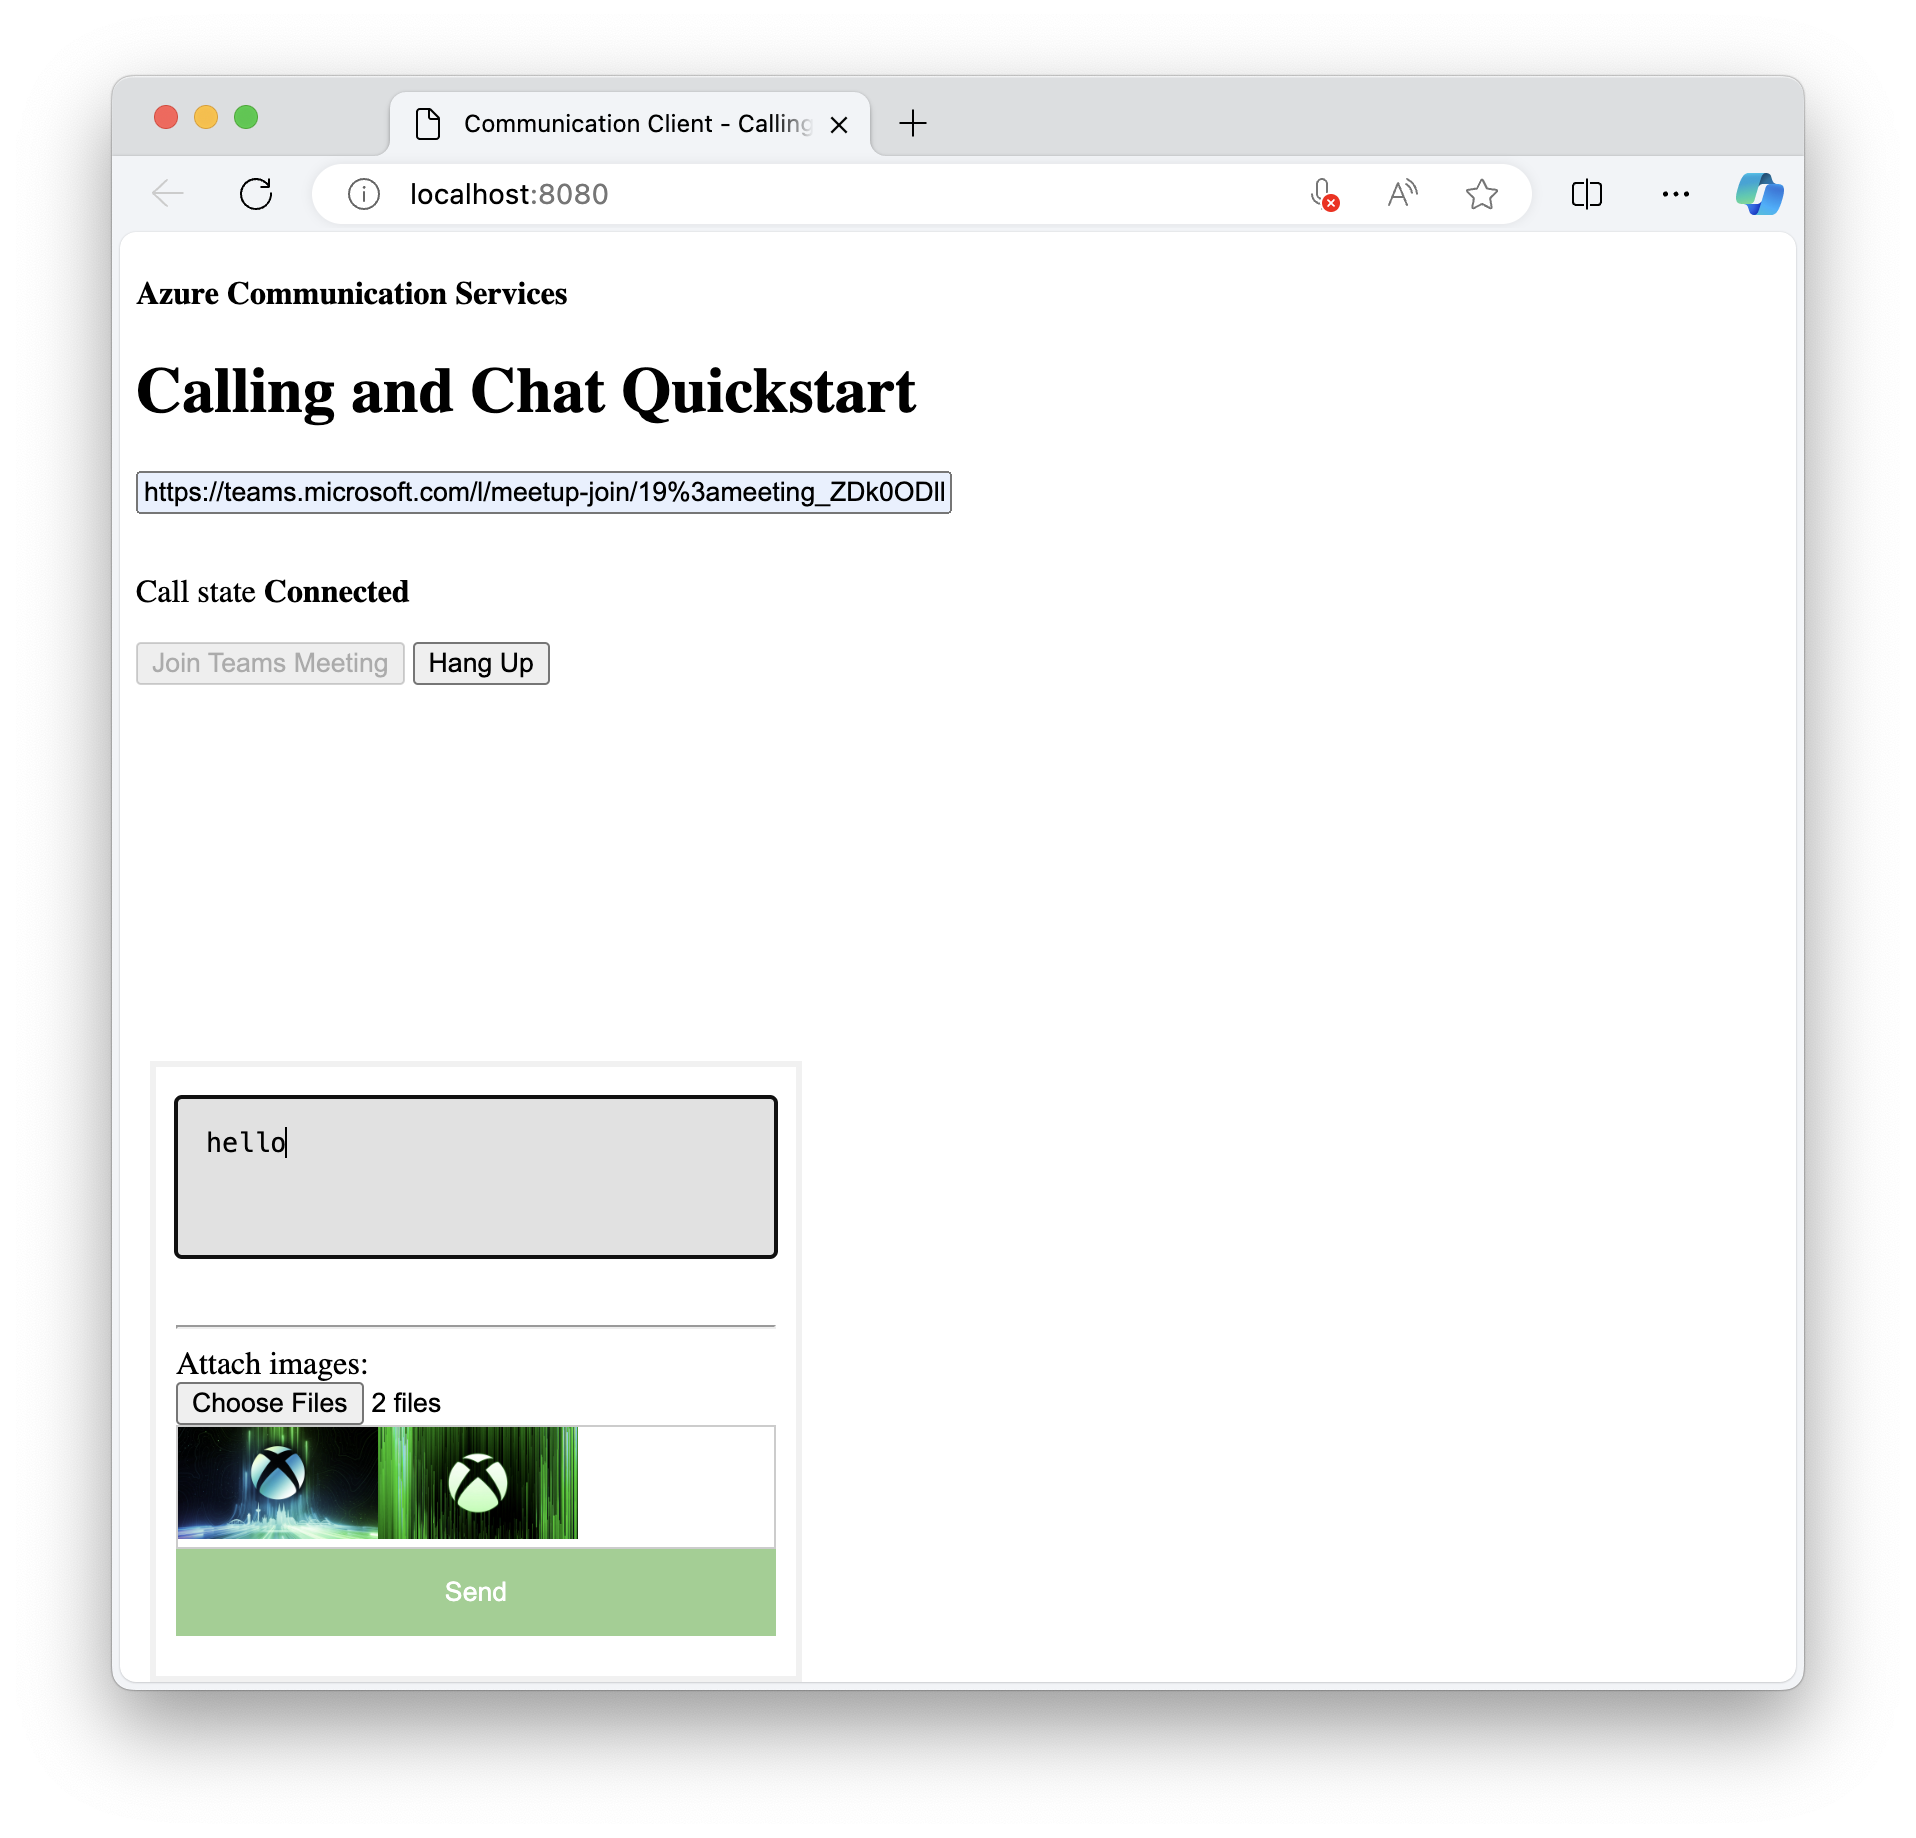 Communication Client - Calling
localhost:8080
Azure Communication Services
Calling and Chat Quickstart
https://teams.microsoft.com/l/meetup-join/19%3ameeting_ZDk0ODll
Call state Connected
Join Teams Meeting Hang Up
hello
Attach images:
Choose Files 2 files
Send